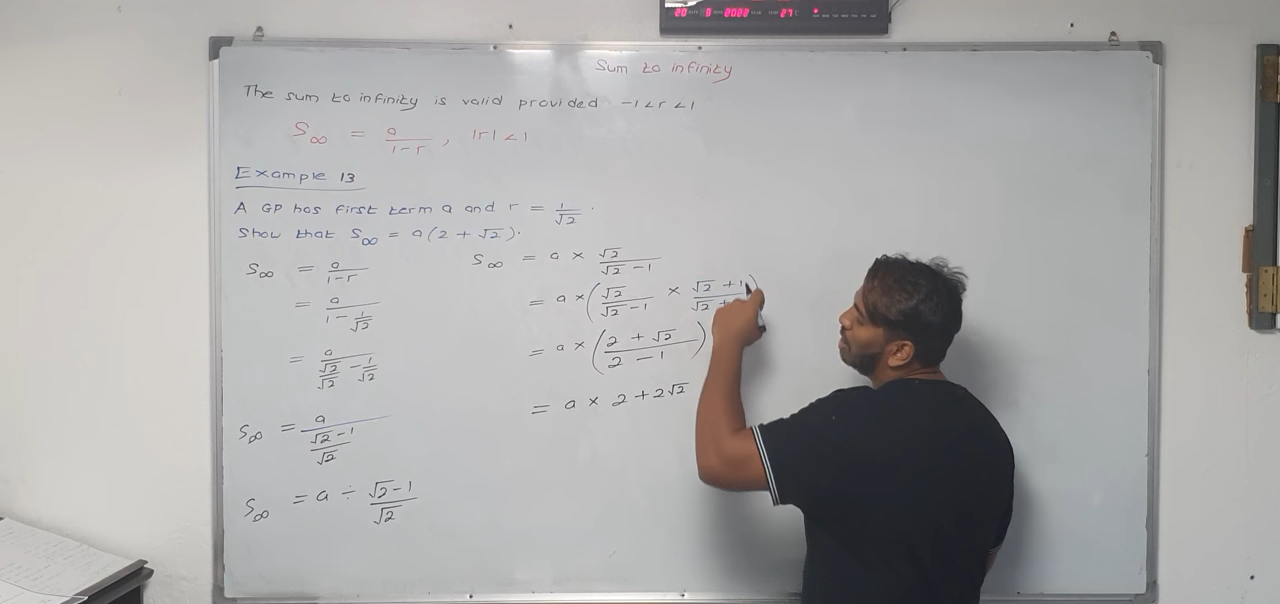 20 2022 27
Sum to infinity
The sum to infinity is valid provided -1 < r < 1
S∞ = a/(1-r), |r| < 1
Example 13
A GP has first term a and r = 1/√2.
Show that S∞ = a(2 + √2).
S∞ = a/(1-r)
= a/(1 - 1/√2)
= a/(√2/√2 - 1/√2)
S∞ = a/((√2-1)/√2)
S∞ = a ÷ (√2-1)/√2
S∞ = a × √2/(√2-1)
= a × (√2/(√2-1) × (√2+1)/(√2+
= a × ((2+√2)/(2-1))
= a × 2+2√2